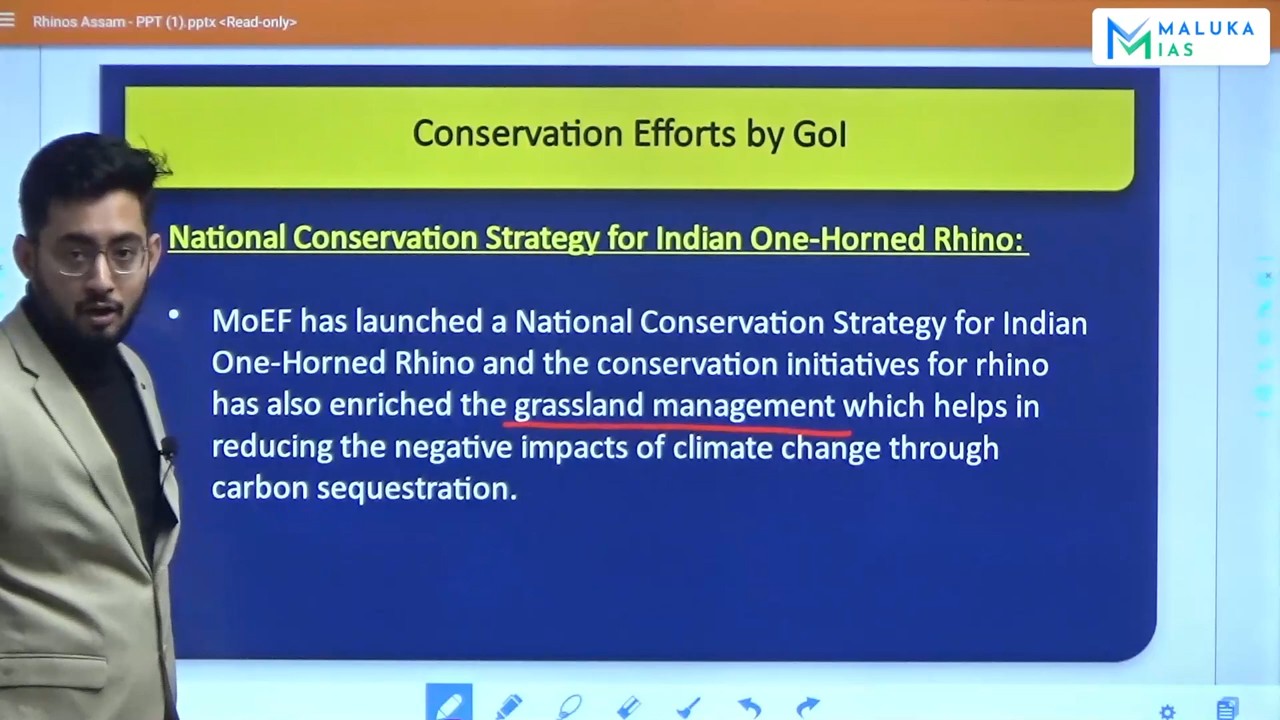 Rhinos Assam - PPT (1).pptx <Read-only>
MALUKA
IAS
Conservation Efforts by GoI
National Conservation Strategy for Indian One-Horned Rhino:
• MoEF has launched a National Conservation Strategy for Indian
One-Horned Rhino and the conservation initiatives for rhino
has also enriched the grassland management which helps in
reducing the negative impacts of climate change through
carbon sequestration.